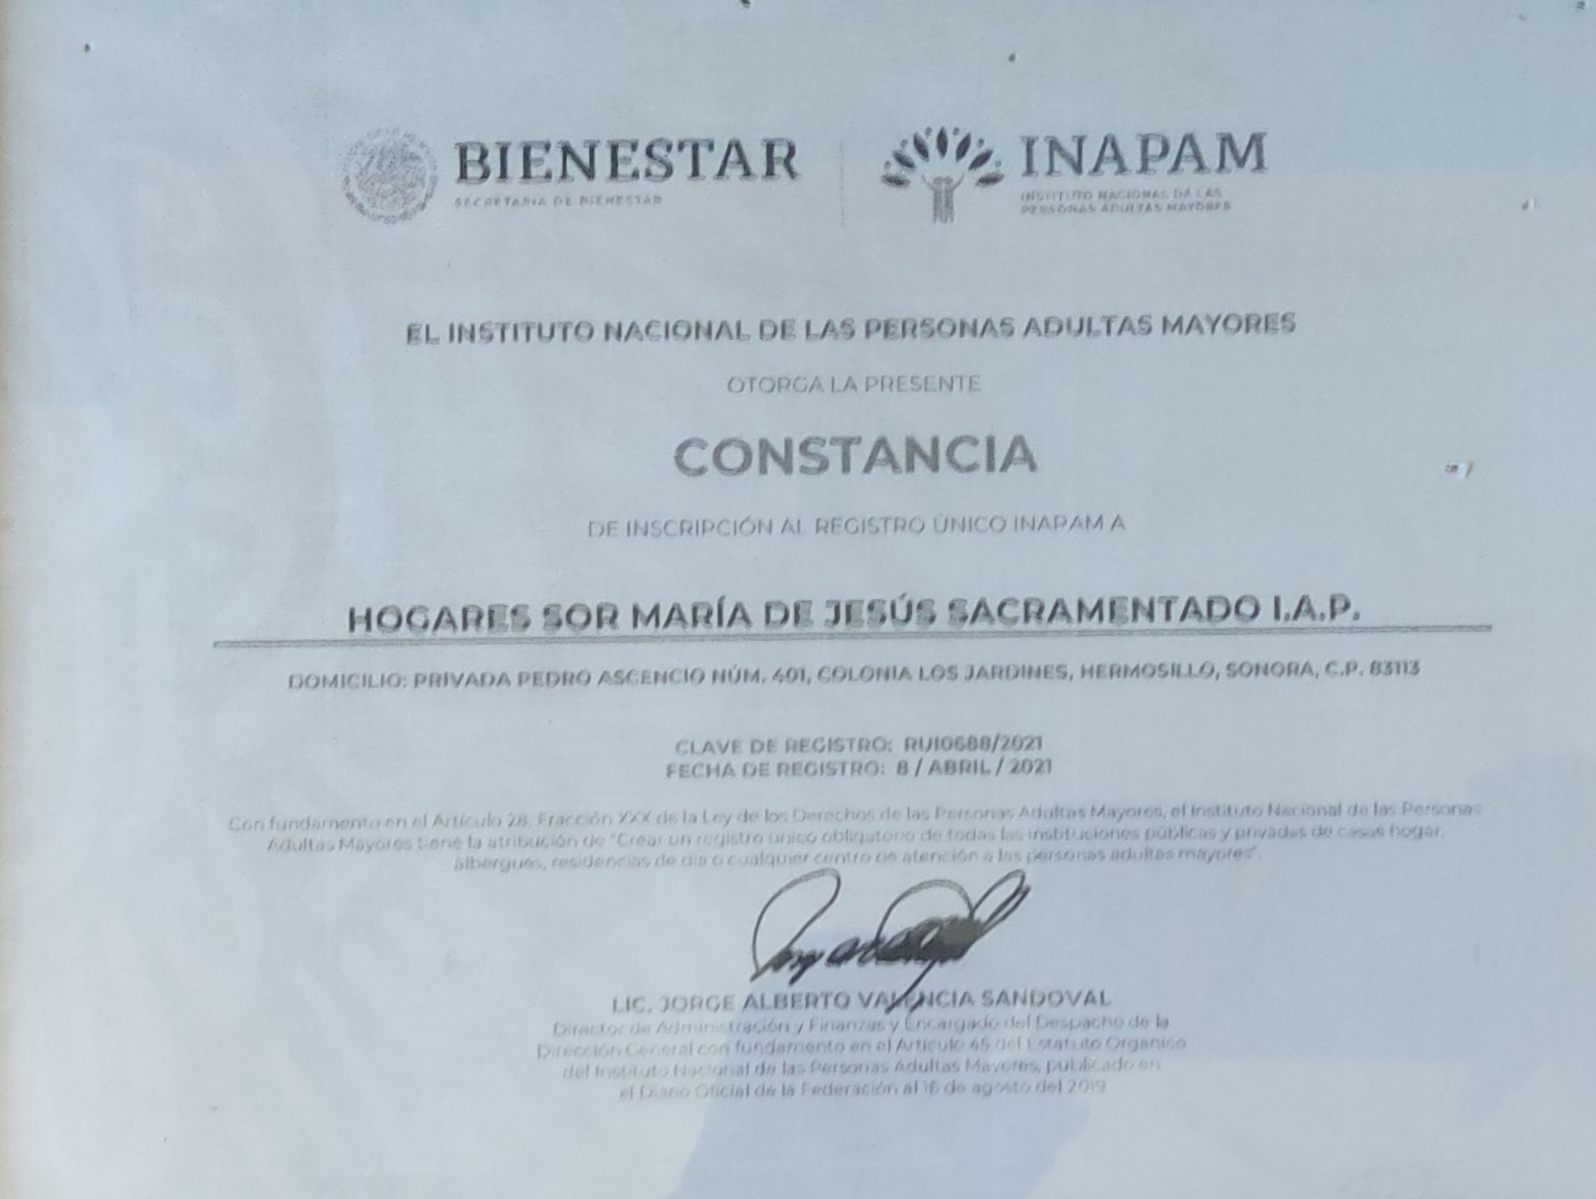 BIENESTAR
SECRETARÍA DE BIENESTAR
INAPAM
INSTITUTO NACIONAL DE LAS
PERSONAS ADULTAS MAYORES
EL INSTITUTO NACIONAL DE LAS PERSONAS ADULTAS MAYORES
OTORGA LA PRESENTE
CONSTANCIA
DE INSCRIPCIÓN AL REGISTRO ÚNICO INAPAM A
HOGARES SOR MARÍA DE JESÚS SACRAMENTADO I.A.P.
DOMICILIO: PRIVADA PEDRO ASCENCIO NÚM. 401, COLONIA LOS JARDINES, HERMOSILLO, SONORA, C.P. 83113
CLAVE DE REGISTRO: RUI0688/2021
FECHA DE REGISTRO: 8 / ABRIL / 2021
Con fundamento en el Artículo 28, Fracción XXX de la Ley de los Derechos de las Personas Adultas Mayores, el Instituto Nacional de las Personas
Adultas Mayores tiene la atribución de "Crear un registro único obligatorio de todas las instituciones públicas y privadas de casas hogar,
albergues, residencias de día o cualquier centro de atención a las personas adultas mayores".
LIC. JORGE ALBERTO VALENCIA SANDOVAL
Director de Administración y Finanzas y Encargado del Despacho de la
Dirección General con fundamento en el Artículo 45 del Estatuto Orgánico
del Instituto Nacional de las Personas Adultas Mayores, publicado en
el Diario Oficial de la Federación al 16 de agosto del 2019